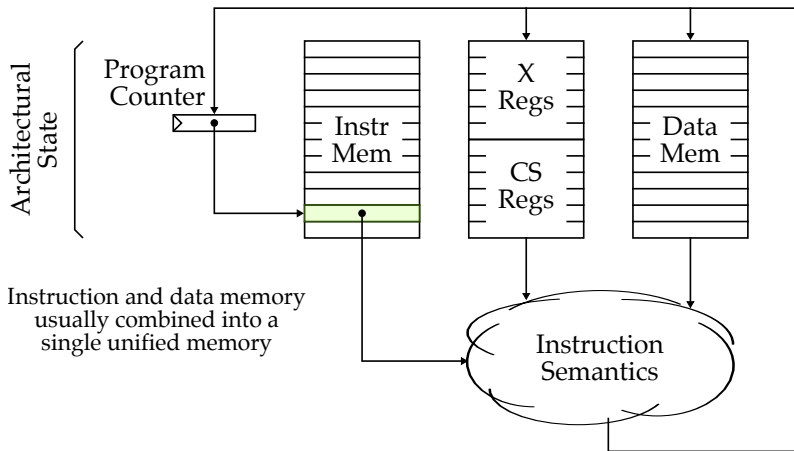 Architectural
State
Program
Counter
Instr
Mem
X
Regs
CS
Regs
Data
Mem
Instruction and data memory
usually combined into a
single unified memory
Instruction
Semantics